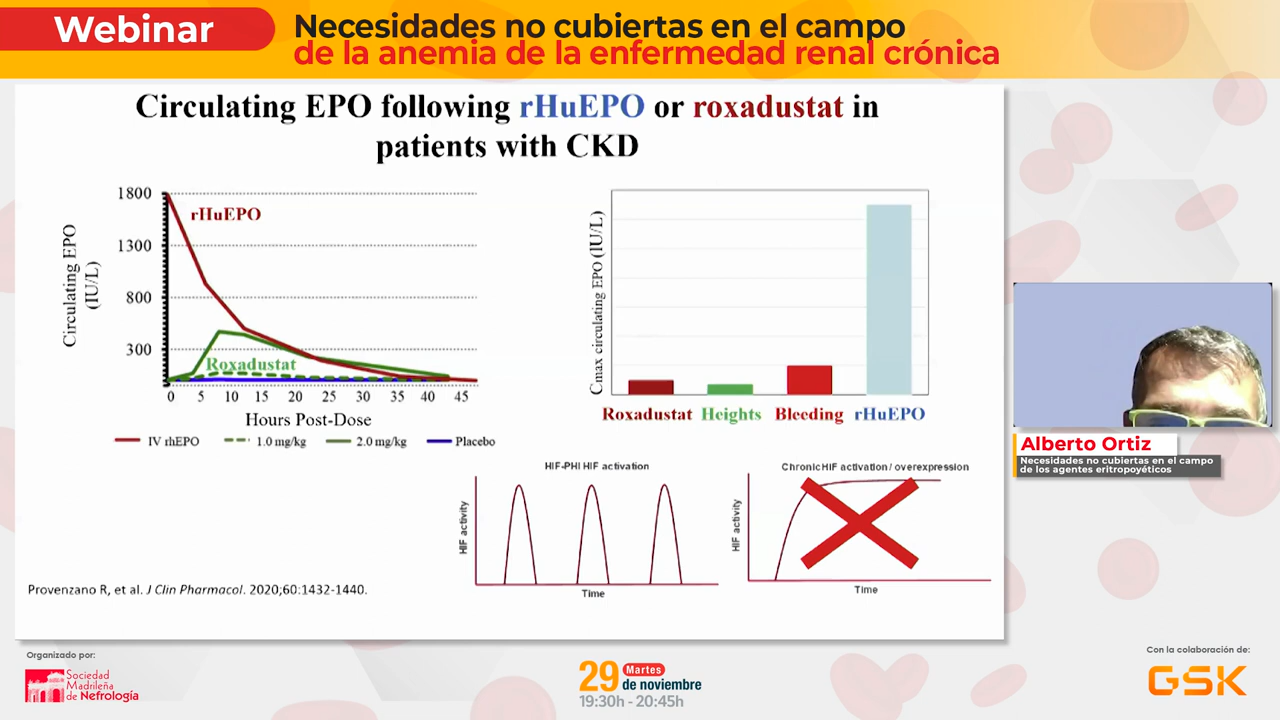 Webinar
Necesidades no cubiertas en el campo
de la anemia de la enfermedad renal crónica
Circulating EPO following rHuEPO or roxadustat in
patients with CKD
Circulating EPO
(IU/L)
1800
1300
800
300
rHuEPO
Roxadustat
0 5 10 15 20 25 30 35 40 45
Hours Post-Dose
IV rhEPO 1.0 mg/kg 2.0 mg/kg Placebo
Cmax circulating EPO (IU/L)
Roxadustat Heights Bleeding rHuEPO
HIF-PHI HIF activation
HIF activity
Time
Chronic HIF activation / overexpression
HIF activity
Time
Provenzano R, et al. J Clin Pharmacol. 2020;60:1432-1440.
Alberto Ortiz
Necesidades no cubiertas en el campo
de los agentes eritropoyéticos
Organizado por:
Sociedad
Madrileña
de Nefrología
29 Martes
de noviembre
19:30h - 20:45h
Con la colaboración de:
GSK